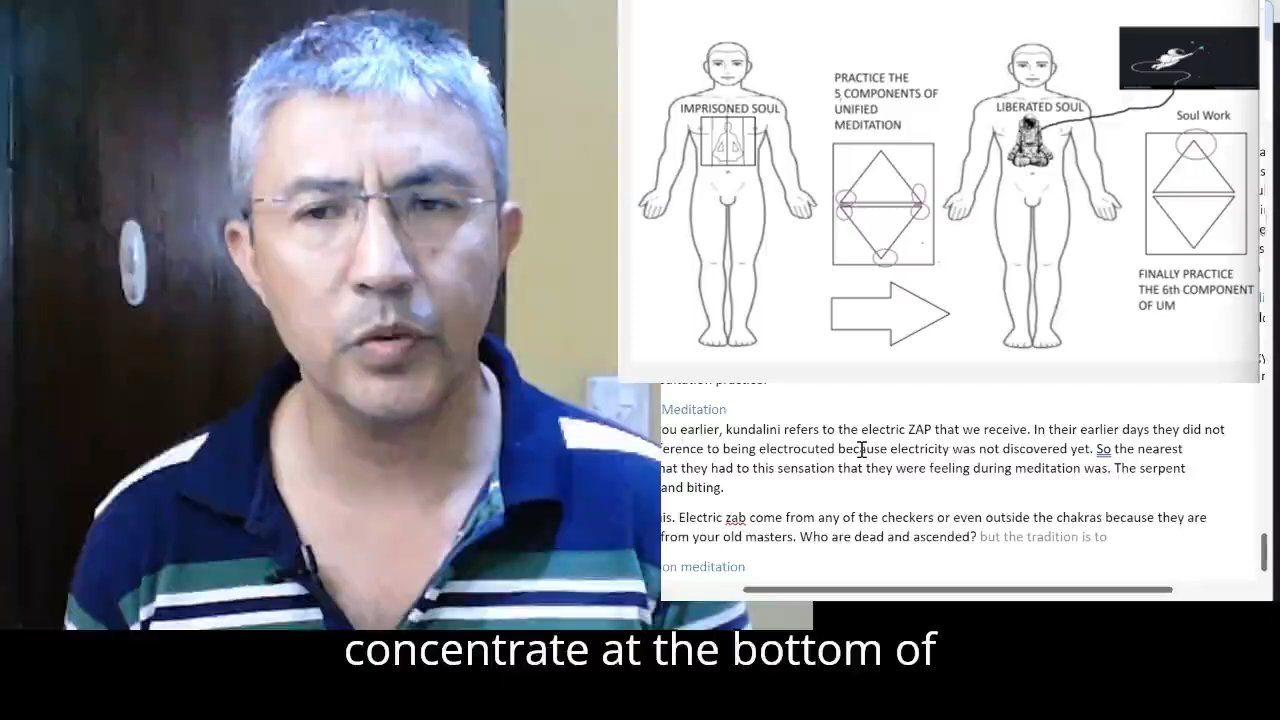 IMPRISONED SOUL
PRACTICE THE
5 COMPONENTS OF
UNIFIED
MEDITATION
LIBERATED SOUL
Soul Work
FINALLY PRACTICE
THE 6th COMPONENT
OF UM
Meditation
ou earlier, kundalini refers to the electric ZAP that we receive. In their earlier days they did not
erence to being electrocuted because electricity was not discovered yet. So the nearest
hat they had to this sensation that they were feeling during meditation was. The serpent
and biting.
is. Electric zab come from any of the checkers or even outside the chakras because they are
from your old masters. Who are dead and ascended? but the tradition is to
on meditation
concentrate at the bottom of